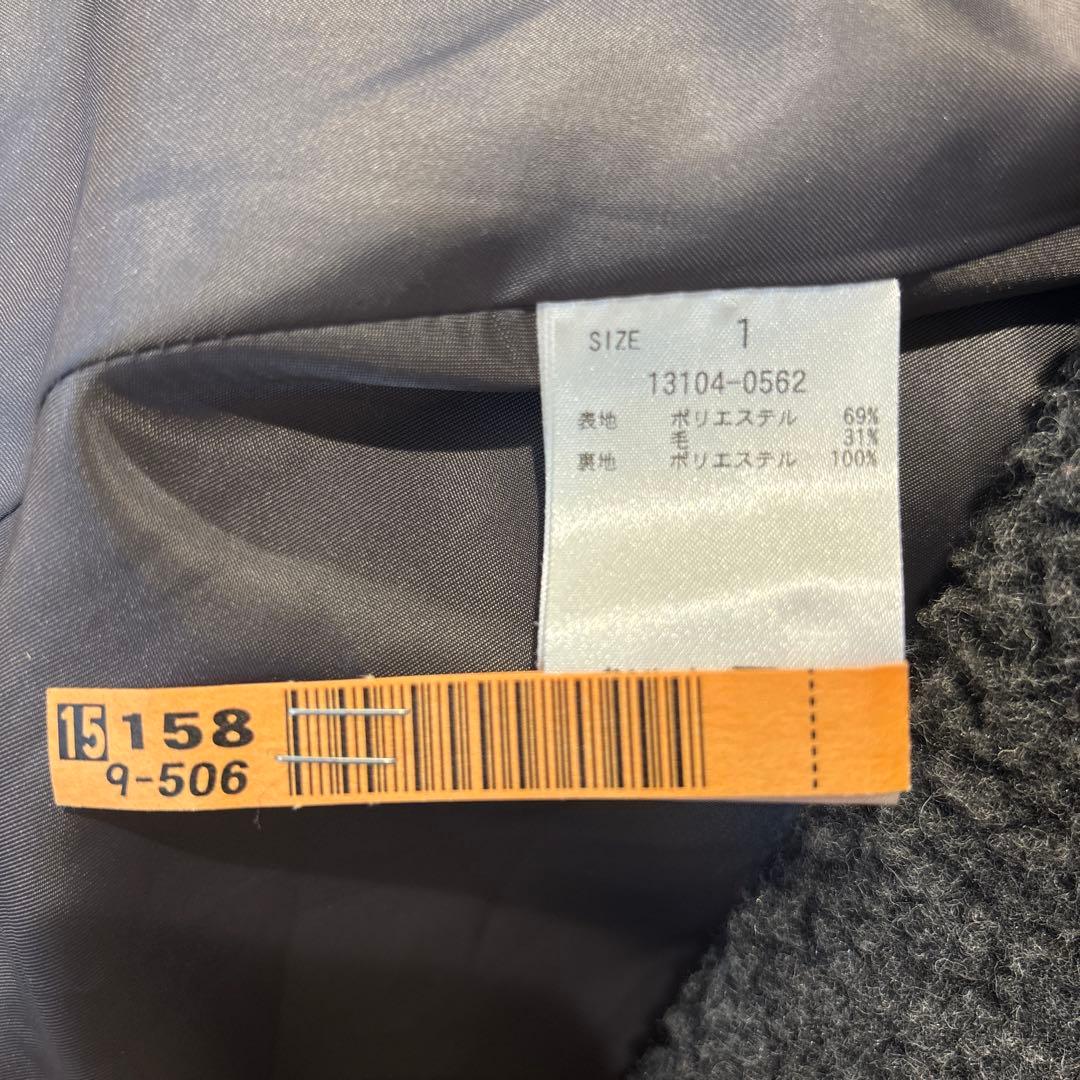 SIZE 1
13104-0562
表地 ポリエステル 69%
毛 31%
裏地 ポリエステル 100%
15 158
9-506